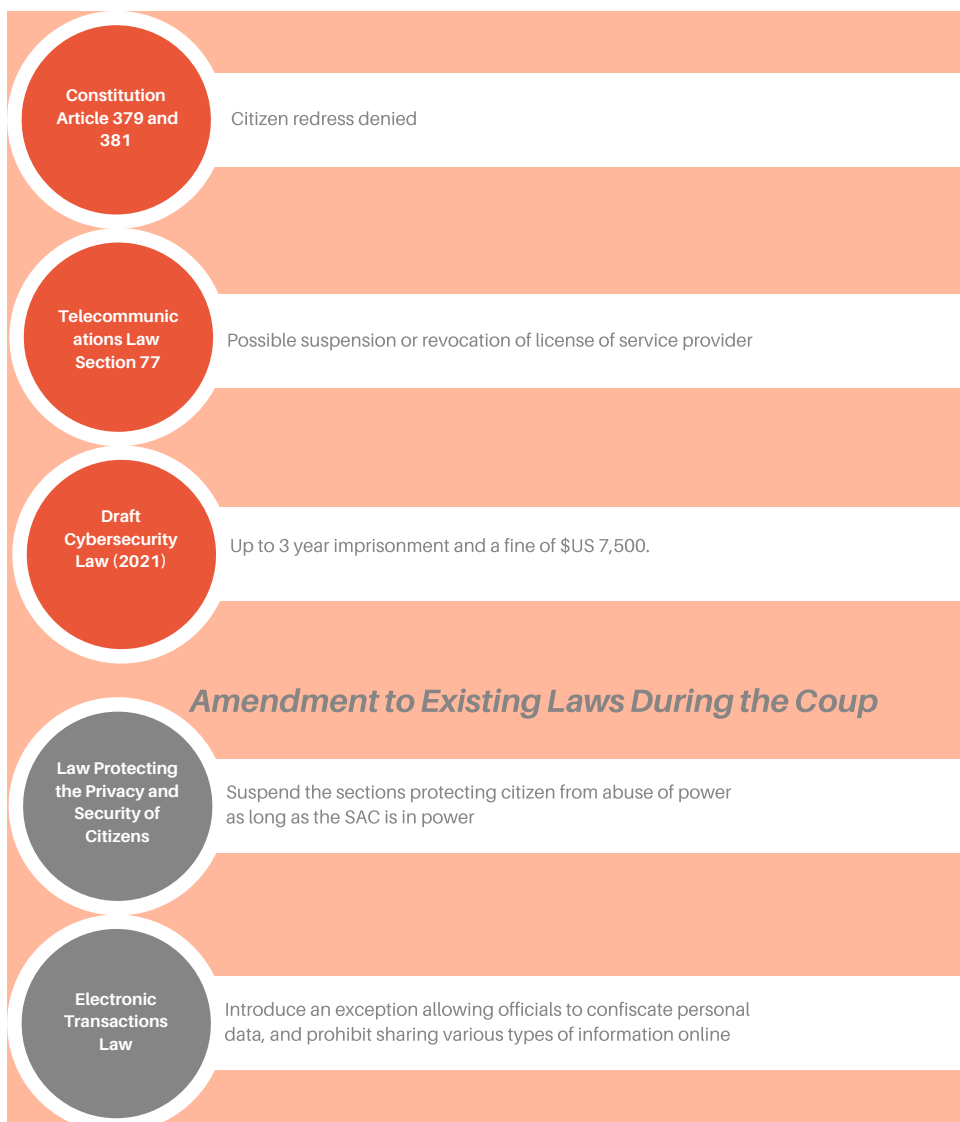 Constitution
Article 379 and
381
Citizen redress denied
Telecommunic
ations Law
Section 77
Possible suspension or revocation of license of service provider
Draft
Cybersecurity
Law (2021)
Up to 3 year imprisonment and a fine of $US 7,500.
Amendment to Existing Laws During the Coup
Law Protecting
the Privacy and
Security of
Citizens
Suspend the sections protecting citizen from abuse of power
as long as the SAC is in power
Electronic
Transactions
Law
Introduce an exception allowing officials to confiscate personal
data, and prohibit sharing various types of information online